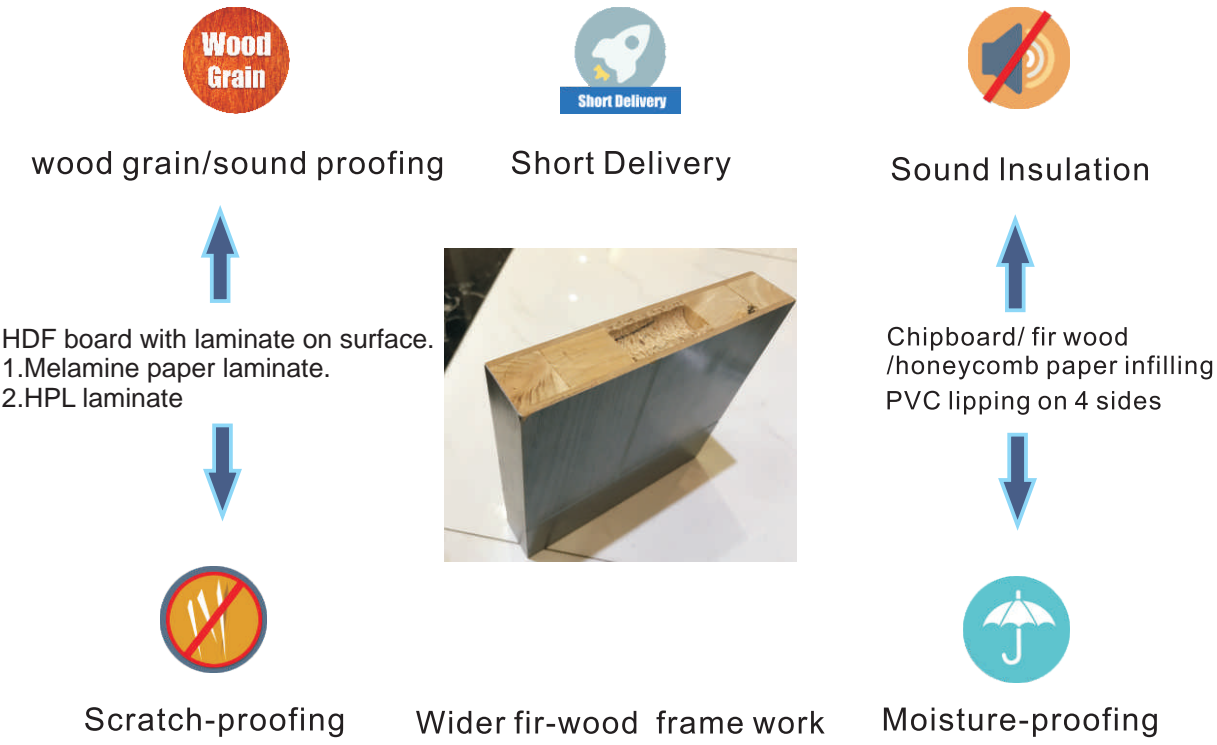 Wood
Grain
Short Delivery
wood grain/sound proofing
Short Delivery
Sound Insulation
HDF board with laminate on surface.
1.Melamine paper laminate.
2.HPL laminate
Chipboard/ fir wood
/honeycomb paper infilling
PVC lipping on 4 sides
Scratch-proofing
Wider fir-wood frame work
Moisture-proofing